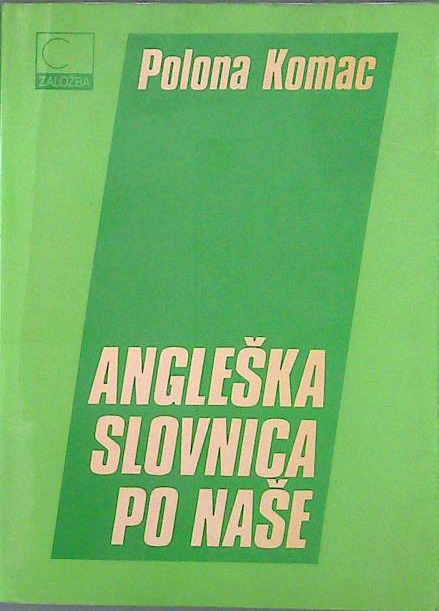 C
ZALOŽBA
Polona Komac
ANGLEŠKA
SLOVNICA
PO NAŠE